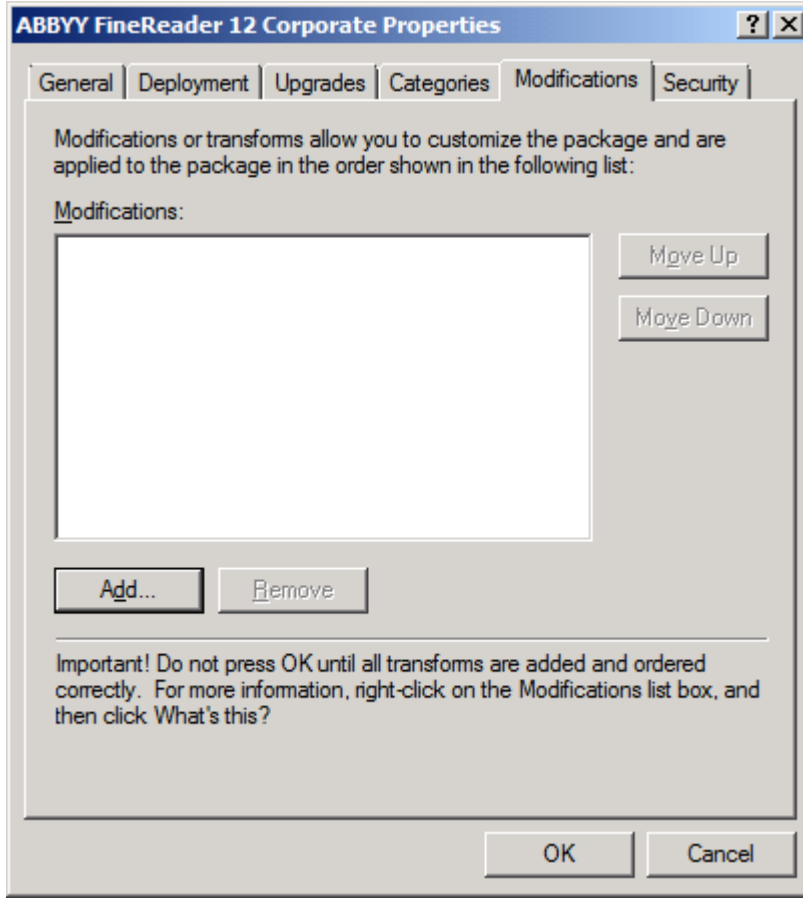 ABBYY FineReader 12 Corporate Properties
General Deployment Upgrades Categories Modifications Security
Modifications or transforms allow you to customize the package and are
applied to the package in the order shown in the following list:
Modifications:
Move Up
Move Down
Add... Remove
Important! Do not press OK until all transforms are added and ordered
correctly. For more information, right-click on the Modifications list box, and
then click What's this?
OK Cancel